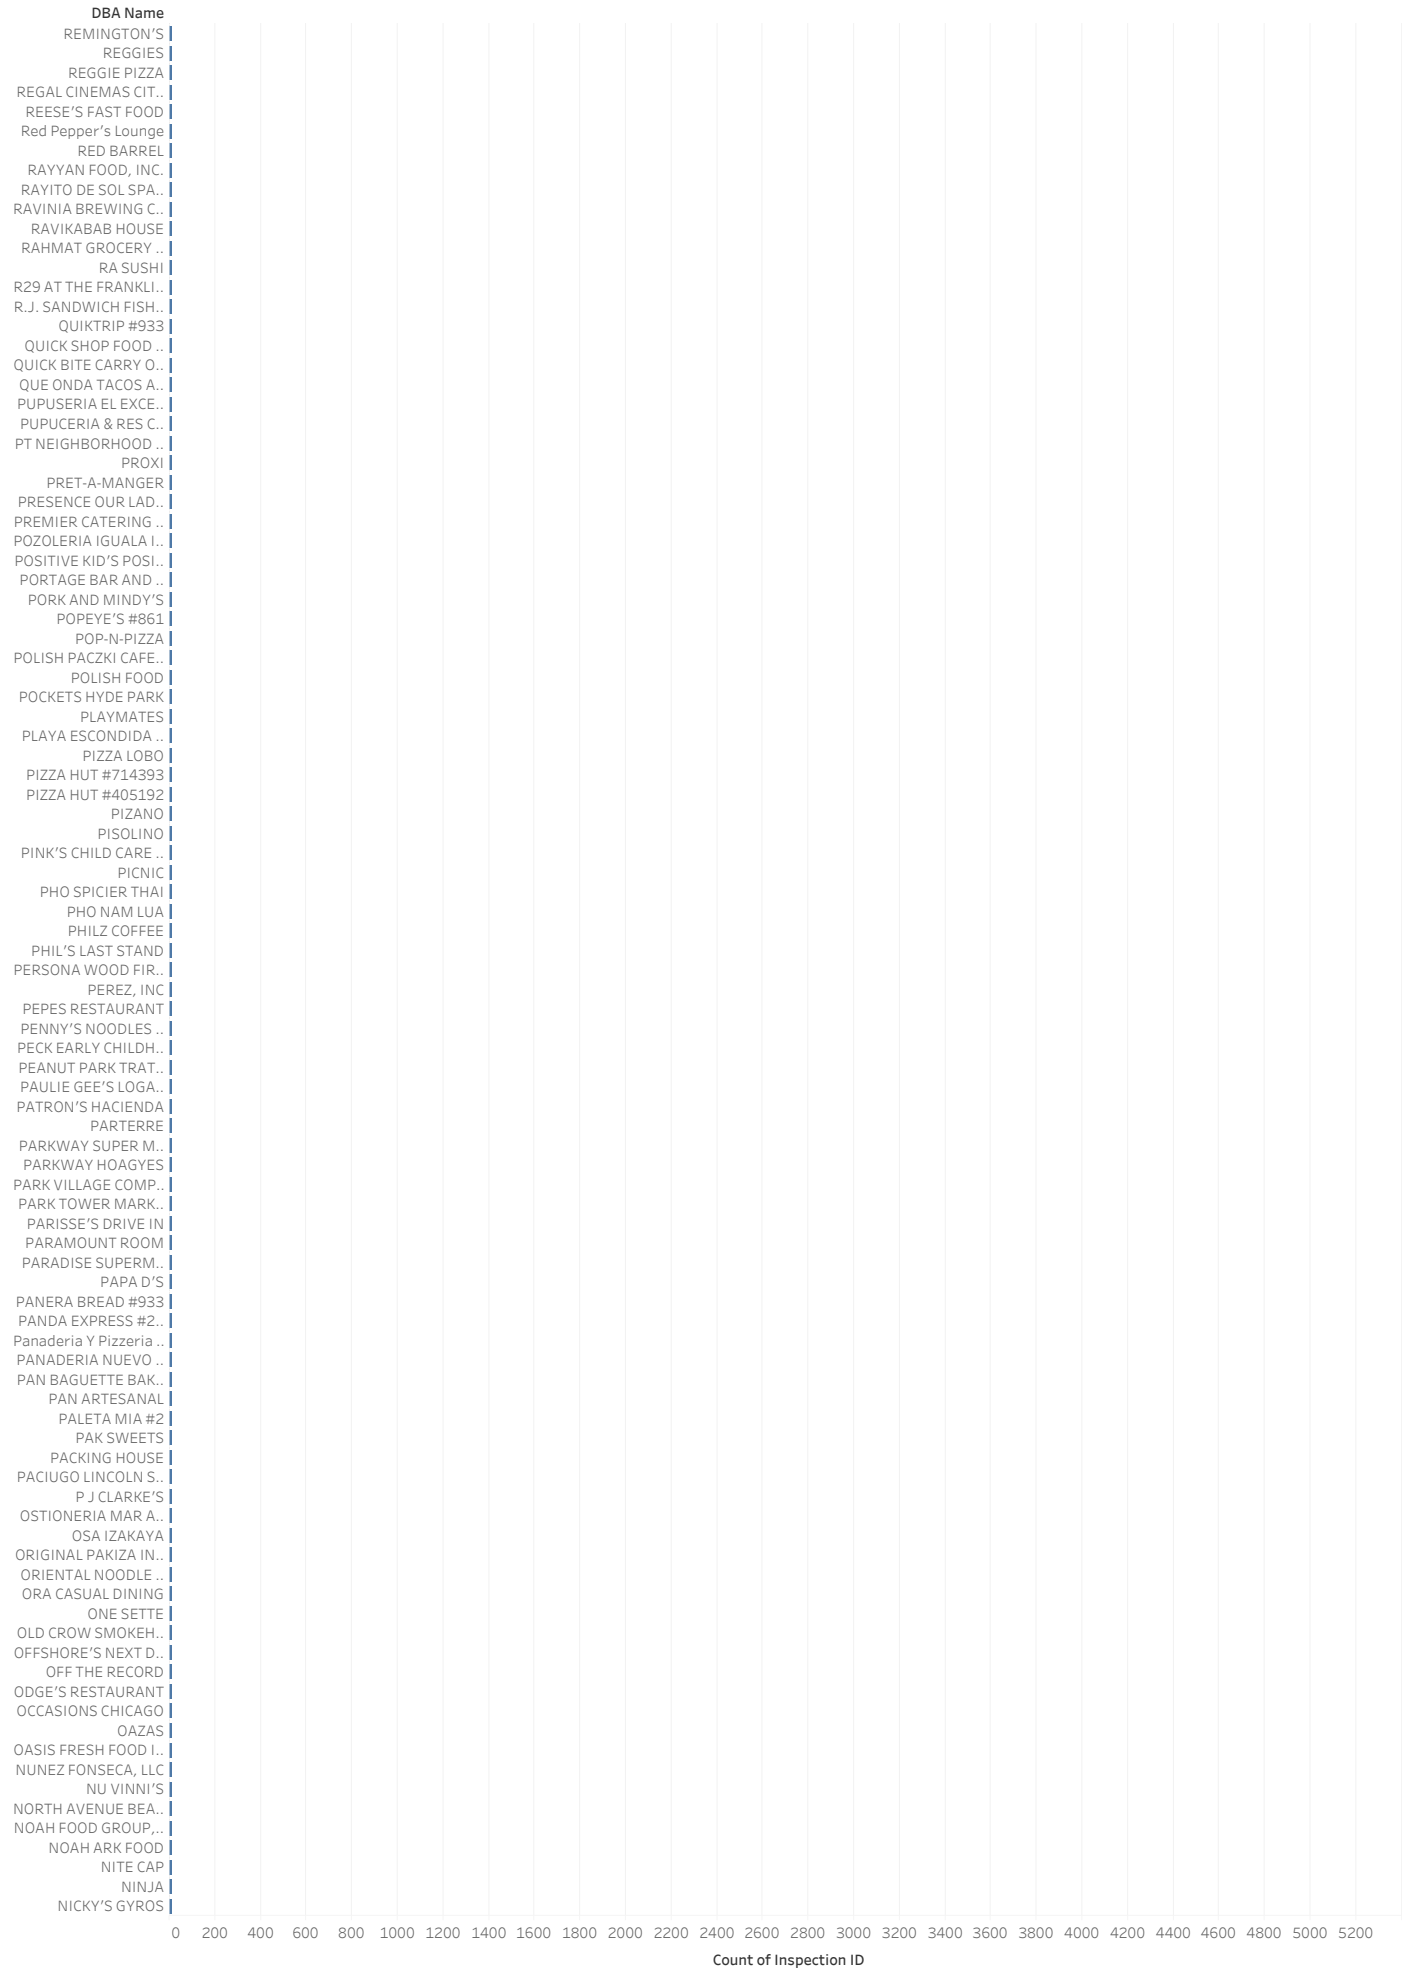 DBA Name
REMINGTON'S
REGGIES
REGGIE PIZZA
REGAL CINEMAS CIT..
REESE'S FAST FOOD
Red Pepper's Lounge
RED BARREL
RAYYAN FOOD, INC.
RAYITO DE SOL SPA..
RAVINIA BREWING C..
RAVIKABAB HOUSE
RAHMAT GROCERY ..
RA SUSHI
R29 AT THE FRANKLI..
R.J. SANDWICH FISH..
QUIKTRIP #933
QUICK SHOP FOOD ..
QUICK BITE CARRY O..
QUE ONDA TACOS A..
PUPUSERIA EL EXCE..
PUPUCERIA & RES C..
PT NEIGHBORHOOD ..
PROXI
PRET-A-MANGER
PRESENCE OUR LAD..
PREMIER CATERING ..
POZOLERIA IGUALA I..
POSITIVE KID'S POSI..
PORTAGE BAR AND ..
PORK AND MINDY'S
POPEYE'S #861
POP-N-PIZZA
POLISH PACZKI CAFE..
POLISH FOOD
POCKETS HYDE PARK
PLAYMATES
PLAYA ESCONDIDA ..
PIZZA LOBO
PIZZA HUT #714393
PIZZA HUT #405192
PIZANO
PISOLINO
PINK'S CHILD CARE ..
PICNIC
PHO SPICIER THAI
PHO NAM LUA
PHILZ COFFEE
PHIL'S LAST STAND
PERSONA WOOD FIR..
PEREZ, INC
PEPES RESTAURANT
PENNY'S NOODLES ..
PECK EARLY CHILDH..
PEANUT PARK TRAT..
PAULIE GEE'S LOGA..
PATRON'S HACIENDA
PARTERRE
PARKWAY SUPER M..
PARKWAY HOAGYES
PARK VILLAGE COMP..
PARK TOWER MARK..
PARISSE'S DRIVE IN
PARAMOUNT ROOM
PARADISE SUPERM..
PAPA D'S
PANERA BREAD #933
PANDA EXPRESS #2..
Panaderia Y Pizzeria ..
PANADERIA NUEVO ..
PAN BAGUETTE BAK..
PAN ARTESANAL
PALETA MIA #2
PAK SWEETS
PACKING HOUSE
PACIUGO LINCOLN S..
P J CLARKE'S
OSTIONERIA MAR A..
OSA IZAKAYA
ORIGINAL PAKIZA IN..
ORIENTAL NOODLE ..
ORA CASUAL DINING
ONE SETTE
OLD CROW SMOKEH..
OFFSHORE'S NEXT D..
OFF THE RECORD
ODGE'S RESTAURANT
OCCASIONS CHICAGO
OAZAS
OASIS FRESH FOOD I..
NUNEZ FONSECA, LLC
NU VINNI'S
NORTH AVENUE BEA..
NOAH FOOD GROUP,..
NOAH ARK FOOD
NITE CAP
NINJA
NICKY'S GYROS
0 200 400 600 800 1000 1200 1400 1600 1800 2000 2200 2400 2600 2800 3000 3200 3400 3600 3800 4000 4200 4400 4600 4800 5000 5200
Count of Inspection ID